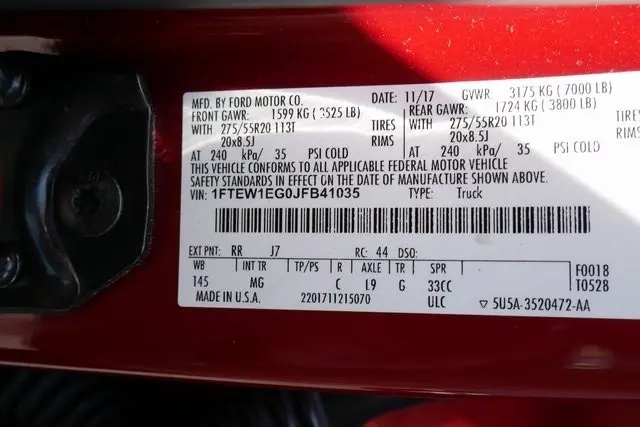 MFD. BY FORD MOTOR CO. DATE: 11/17 GVWR: 3175 KG ( 7000 LB)
FRONT GAWR: 1599 KG ( 3525 LB) REAR GAWR: 1724 KG ( 3800 LB)
WITH 275/55R20 113T TIRES WITH 275/55R20 113T TIRES
20x8.5J RIMS 20x8.5J RIMS
AT 240 kPa/ 35 PSI COLD AT 240 kPa/ 35 PSI COLD
THIS VEHICLE CONFORMS TO ALL APPLICABLE FEDERAL MOTOR VEHICLE
SAFETY STANDARDS IN EFFECT ON THE DATE OF MANUFACTURE SHOWN ABOVE.
VIN: 1FTEW1EG0JFB41035 TYPE: Truck
EXT PNT: RR J7 RC: 44 DSO:
WB INT TR TP/PS R AXLE TR SPR F0018
145 MG C L9 G 33CC T0528
MADE IN U.S.A. 2201711215070 ULC ▽ 5U5A-3520472-AA